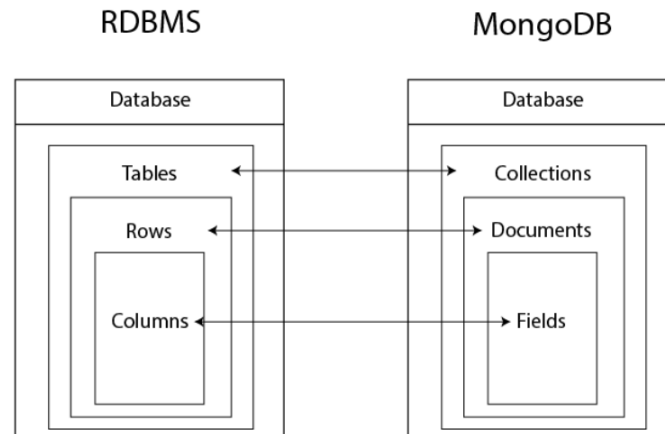 RDBMS
MongoDB
Database
Database
Tables
Collections
Rows
Documents
Columns
Fields